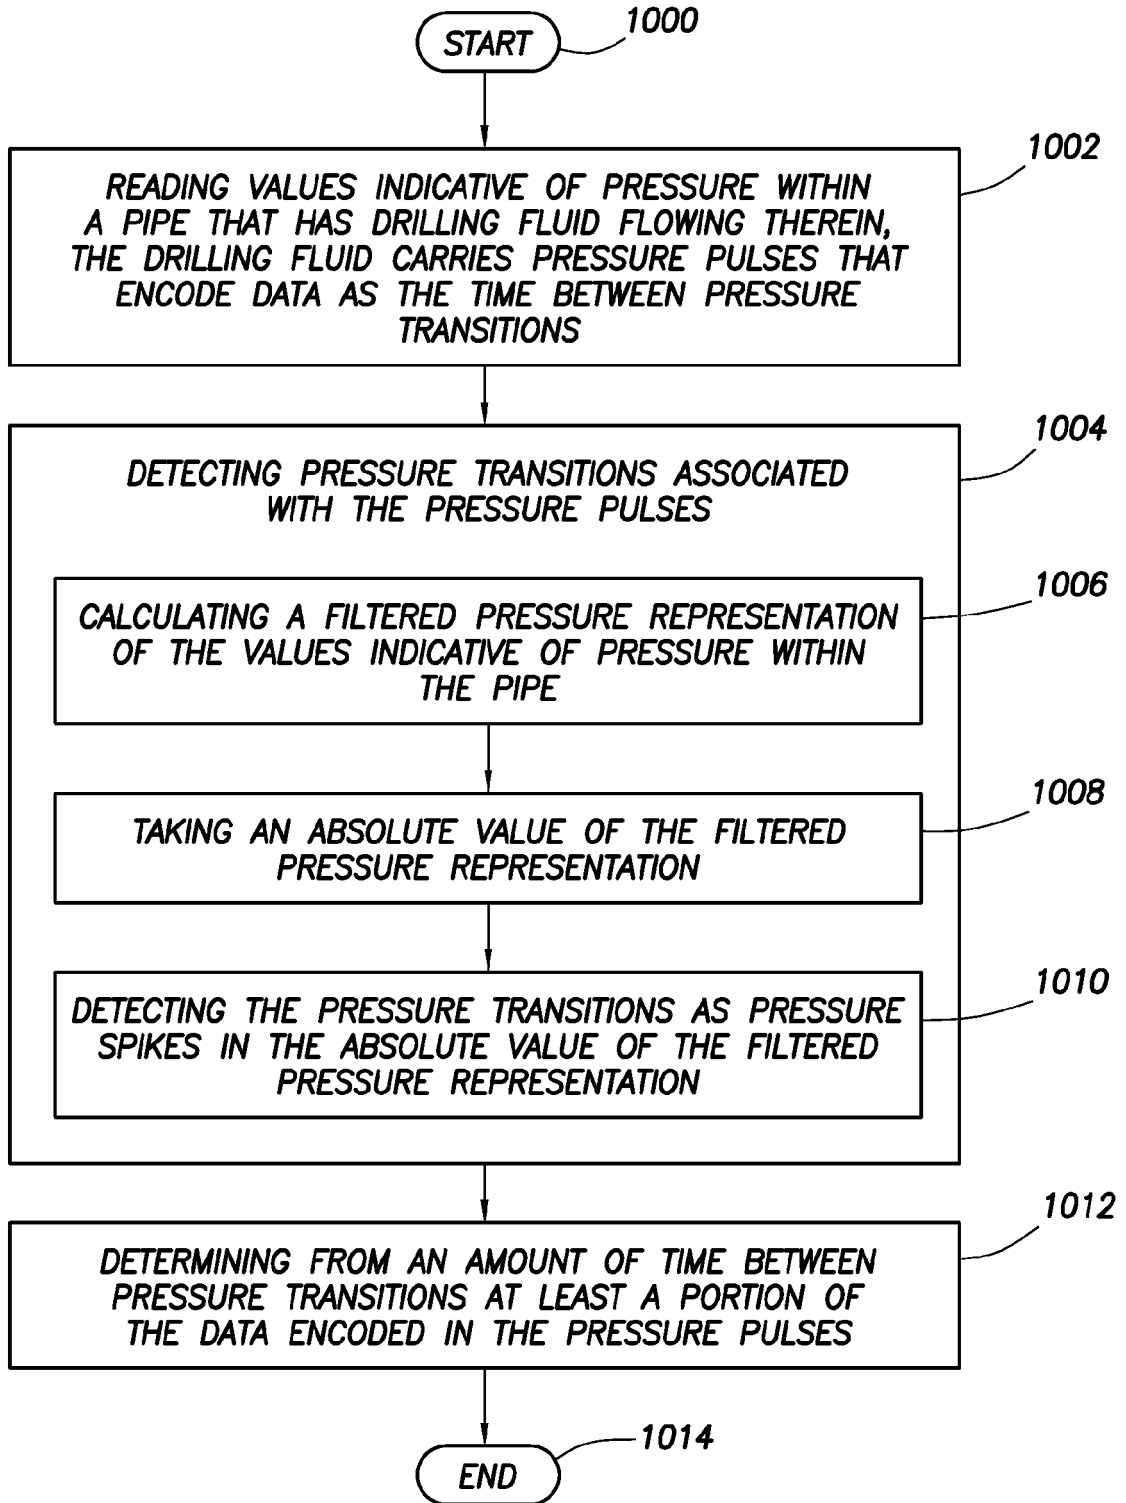 START
1000
1002
READING VALUES INDICATIVE OF PRESSURE WITHIN
A PIPE THAT HAS DRILLING FLUID FLOWING THEREIN,
THE DRILLING FLUID CARRIES PRESSURE PULSES THAT
ENCODE DATA AS THE TIME BETWEEN PRESSURE
TRANSITIONS
1004
DETECTING PRESSURE TRANSITIONS ASSOCIATED
WITH THE PRESSURE PULSES
1006
CALCULATING A FILTERED PRESSURE REPRESENTATION
OF THE VALUES INDICATIVE OF PRESSURE WITHIN
THE PIPE
1008
TAKING AN ABSOLUTE VALUE OF THE FILTERED
PRESSURE REPRESENTATION
1010
DETECTING THE PRESSURE TRANSITIONS AS PRESSURE
SPIKES IN THE ABSOLUTE VALUE OF THE FILTERED
PRESSURE REPRESENTATION
1012
DETERMINING FROM AN AMOUNT OF TIME BETWEEN
PRESSURE TRANSITIONS AT LEAST A PORTION OF
THE DATA ENCODED IN THE PRESSURE PULSES
1014
END